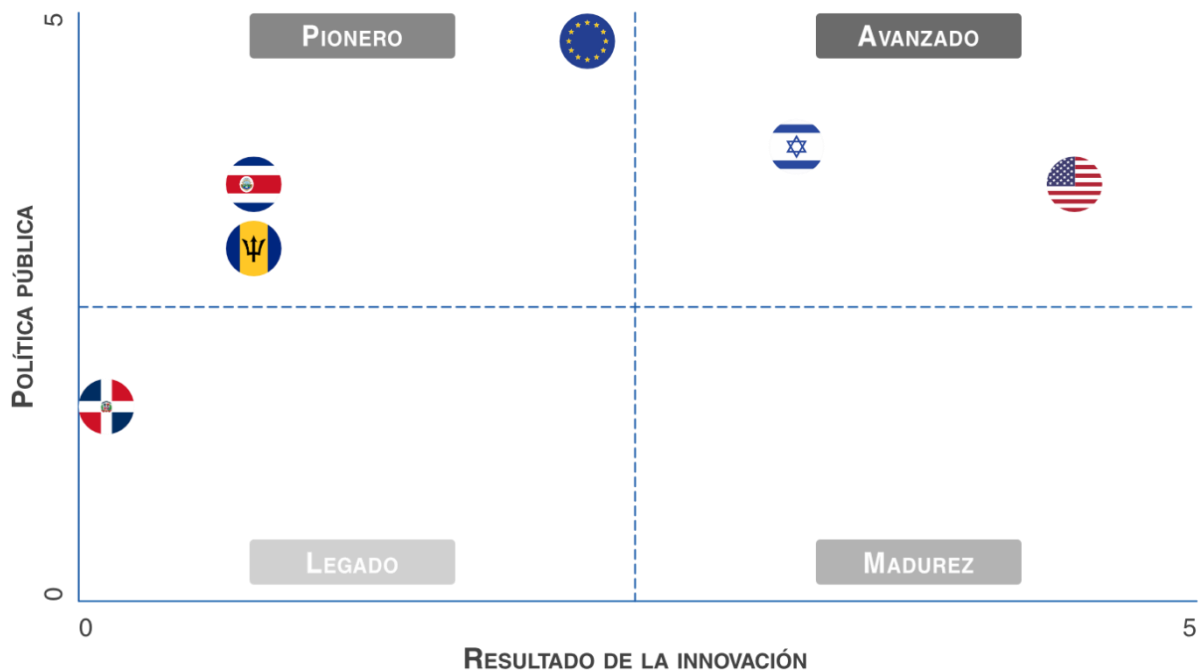 5
PIONERO
AVANZADO
POLÍTICA PÚBLICA
LEGADO
MADUREZ
0
0
5
RESULTADO DE LA INNOVACIÓN